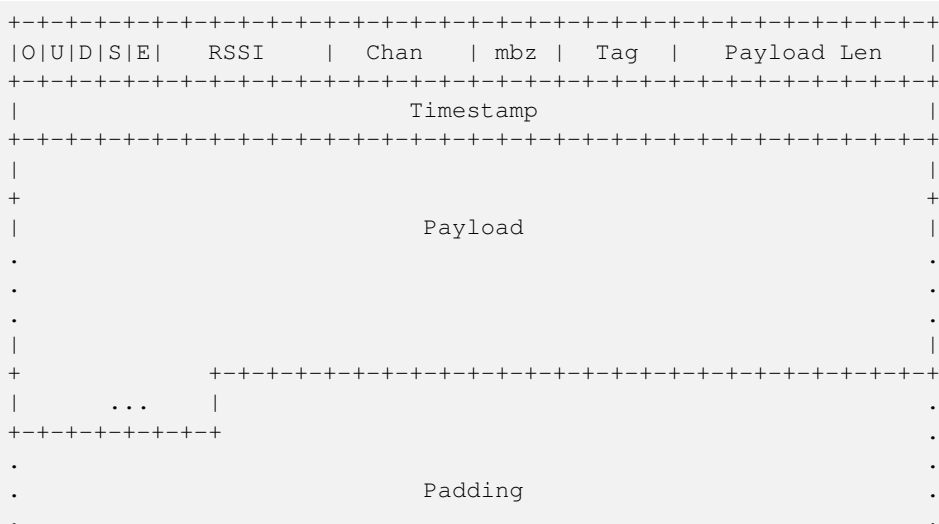 +-+-+-+-+-+-+-+-+-+-+-+-+-+-+-+-+-+-+-+-+-+-+-+-+-+-+-+-+-+-+-+-+
|O|U|D|S|E|   RSSI    |  Chan   | mbz |  Tag  |   Payload Len   |
+-+-+-+-+-+-+-+-+-+-+-+-+-+-+-+-+-+-+-+-+-+-+-+-+-+-+-+-+-+-+-+-+
|                           Timestamp                           |
+-+-+-+-+-+-+-+-+-+-+-+-+-+-+-+-+-+-+-+-+-+-+-+-+-+-+-+-+-+-+-+-+
|                                                               |
+                                                               +
|                            Payload                            |
.                                                               .
.                                                               .
.                                                               .
|                                                               |
+             +-+-+-+-+-+-+-+-+-+-+-+-+-+-+-+-+-+-+-+-+-+-+-+-+-+
|      ...    |                                                 .
+-+-+-+-+-+-+-+                                                 .
.                                                               .
.                            Padding                            .
.                                                               .